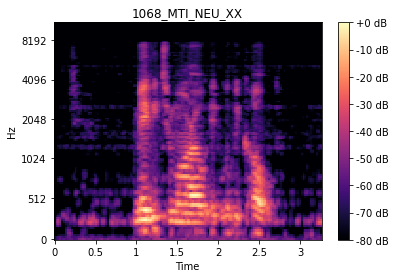 1068_MTI_NEU_XX
+0 dB
8192
-10 dB
4096
-20 dB
-30 dB
2048
Hz
-40 dB
1024
-50 dB
512
-60 dB
-70 dB
0
-80 dB
0 0.5 1 1.5 2 2.5 3
Time